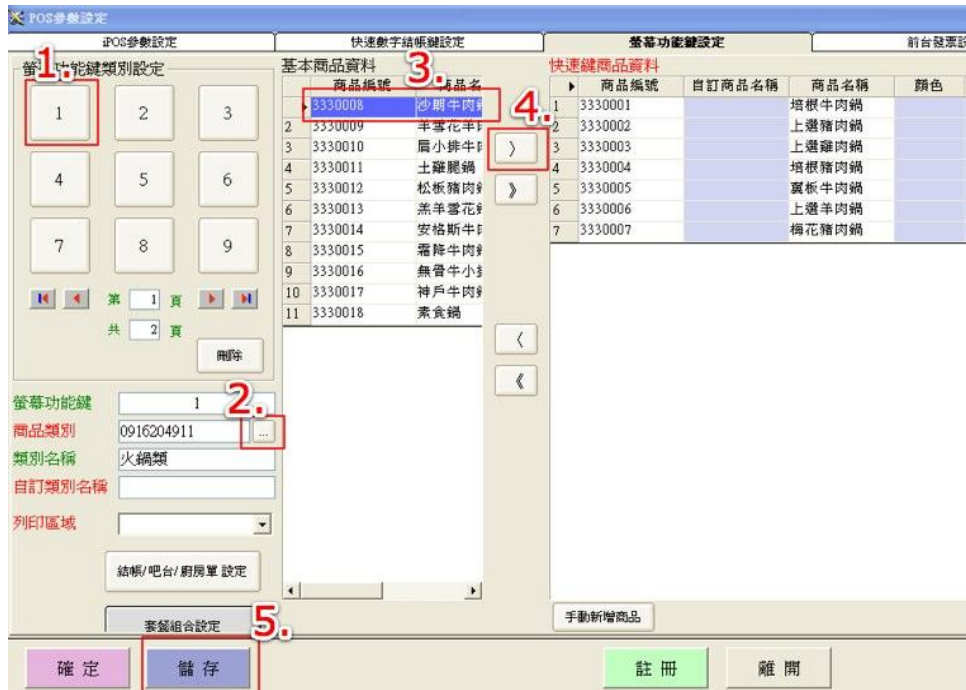 POS參數設定
iPOS參數設定
快速數字結帳鍵設定
螢幕功能鍵設定
前台發票設
1.
螢幕功能鍵類別設定
1 2 3
4 5 6
7 8 9
第 1 頁
共 2 頁
刪除
螢幕功能鍵 1
2.
商品類別 0916204911 ...
類別名稱 火鍋類
自訂類別名稱
列印區域
結帳/吧台/廚房單 設定
套餐組合設定
基本商品資料
3.
商品編號 商品名
3330008 沙朗牛肉鍋
2 3330009 羊雪花羊
3 3330010 肩小排牛
4 3330011 土雞腿鍋
5 3330012 松板豬肉
6 3330013 羔羊雪花
7 3330014 安格斯牛
8 3330015 霜降牛肉
9 3330016 無骨牛小
10 3330017 神戶牛肉
11 3330018 素食鍋
4.
〉
》
〈
《
快速鍵商品資料
商品編號 自訂商品名稱 商品名稱 顏色
1 3330001 培根牛肉鍋
2 3330002 上選豬肉鍋
3 3330003 上選雞肉鍋
4 3330004 培根豬肉鍋
5 3330005 翼板牛肉鍋
6 3330006 上選羊肉鍋
7 3330007 梅花豬肉鍋
手動新增商品
5.
確定
儲存
註冊
離開